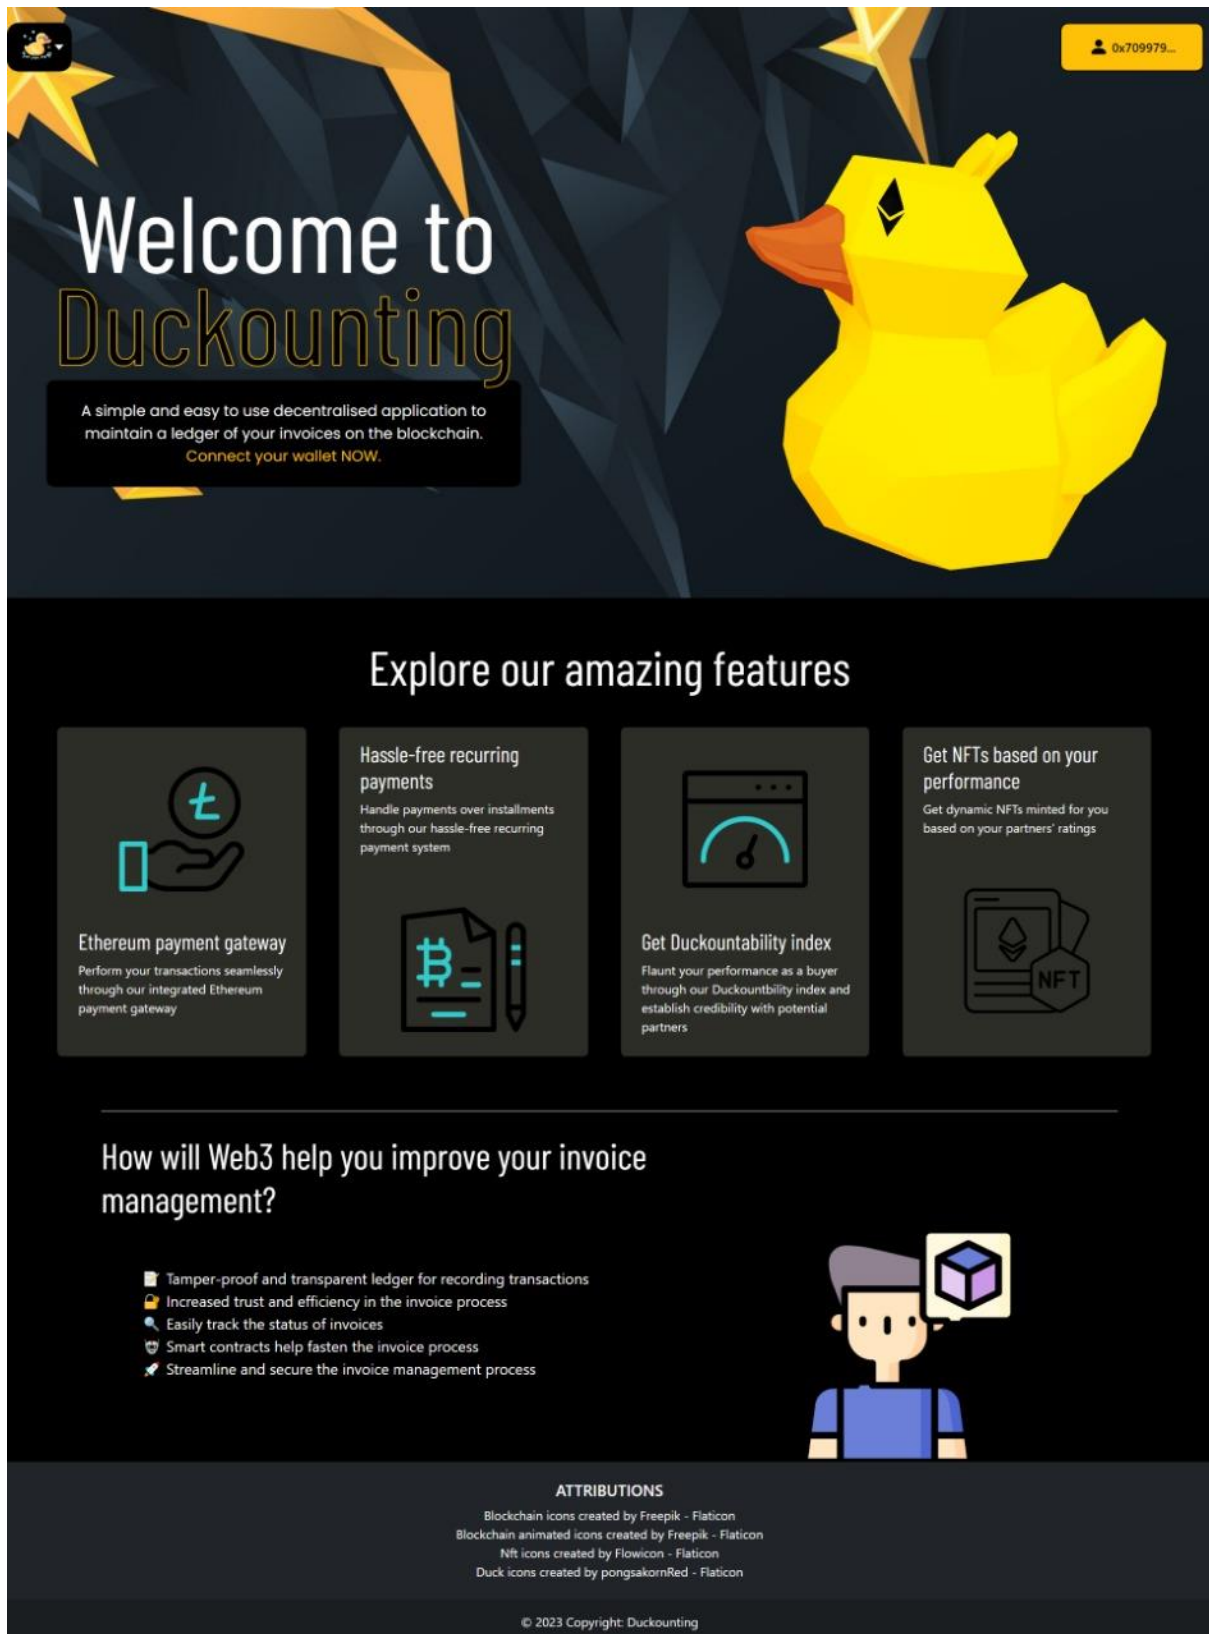 0x709979...
Welcome to
Duckounting
A simple and easy to use decentralised application to
maintain a ledger of your invoices on the blockchain.
Connect your wallet NOW.
Explore our amazing features
Ethereum payment gateway
Perform your transactions seamlessly
through our integrated Ethereum
payment gateway
Hassle-free recurring
payments
Handle payments over installments
through our hassle-free recurring
payment system
Get Duckountability index
Flaunt your performance as a buyer
through our Duckountbility index and
establish credibility with potential
partners
Get NFTs based on your
performance
Get dynamic NFTs minted for you
based on your partners' ratings
NFT
How will Web3 help you improve your invoice
management?
📝 Tamper-proof and transparent ledger for recording transactions
🔐 Increased trust and efficiency in the invoice process
🔍 Easily track the status of invoices
🤝 Smart contracts help fasten the invoice process
🚀 Streamline and secure the invoice management process
ATTRIBUTIONS
Blockchain icons created by Freepik - Flaticon
Blockchain animated icons created by Freepik - Flaticon
Nft icons created by Flowicon - Flaticon
Duck icons created by pongsakornRed - Flaticon
© 2023 Copyright: Duckounting